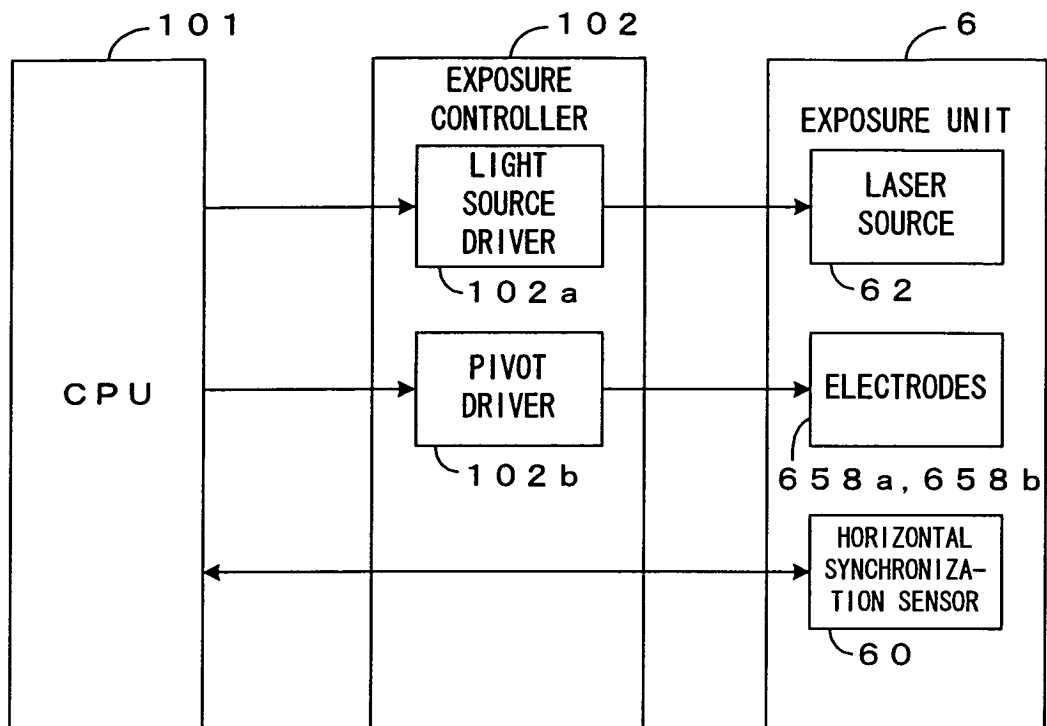 101
102
6
EXPOSURE
CONTROLLER
EXPOSURE UNIT
LIGHT
SOURCE
DRIVER
LASER
SOURCE
102a
62
CPU
PIVOT
DRIVER
ELECTRODES
102b
658a, 658b
HORIZONTAL
SYNCHRONIZA-
TION SENSOR
60